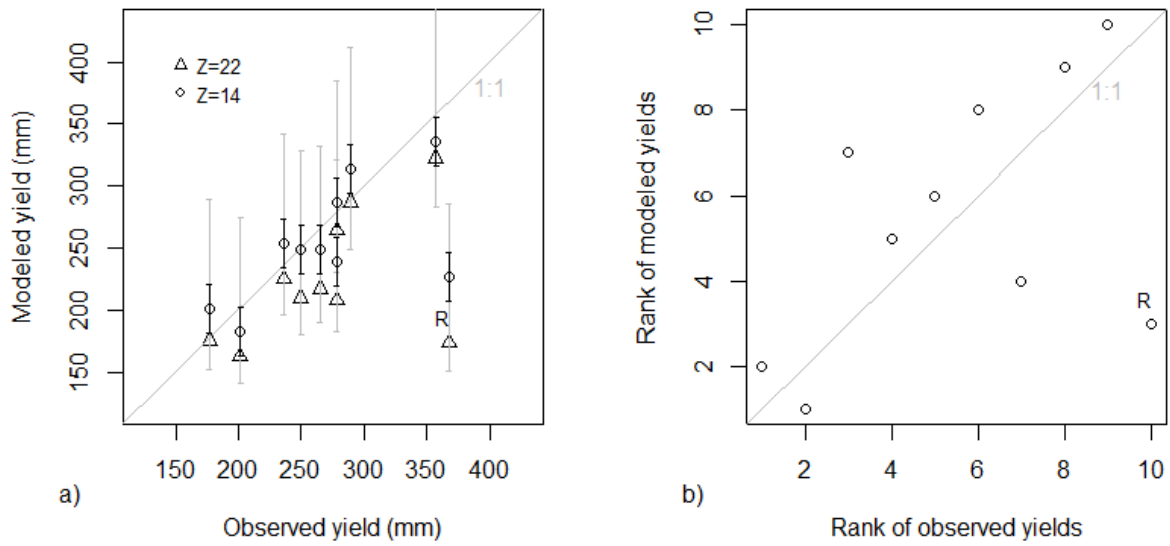 Modeled yield (mm)
400
350
300
250
200
150
Z=22
Z=14
1:1
R
150 200 250 300 350 400
a)
Observed yield (mm)
Rank of modeled yields
10
8
6
4
2
1:1
R
2 4 6 8 10
b)
Rank of observed yields